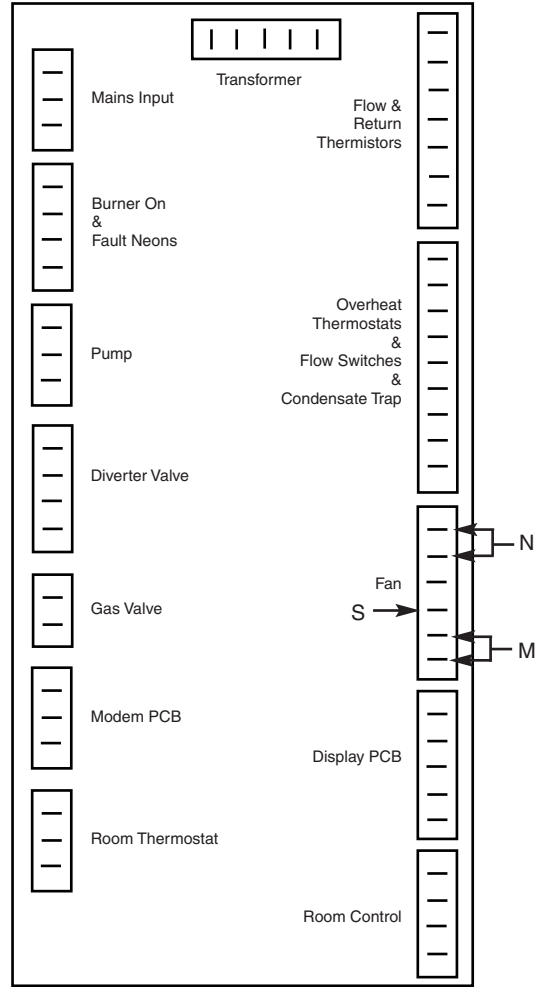 Transformer
Mains Input
Burner On
&
Fault Neons
Pump
Diverter Valve
Gas Valve
Modem PCB
Room Thermostat
Flow &
Return
Thermistors
Overheat
Thermostats
&
Flow Switches
&
Condensate Trap
Fan
N
S
M
Display PCB
Room Control